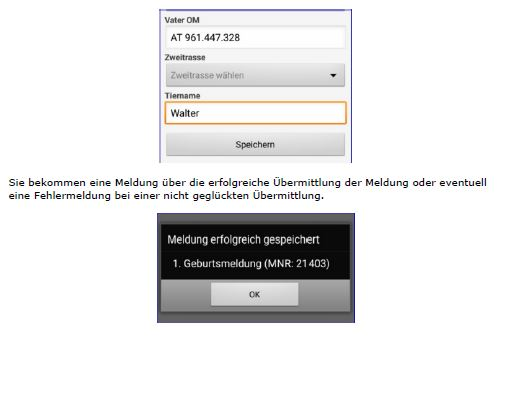 Vater OM
AT 961.447.328
Zweitrasse
Zweitrasse wählen
Tiername
Walter
Speichern
Sie bekommen eine Meldung über die erfolgreiche Übermittlung der Meldung oder eventuell
eine Fehlermeldung bei einer nicht geglückten Übermittlung.
Meldung erfolgreich gespeichert
1. Geburtsmeldung (MNR: 21403)
OK